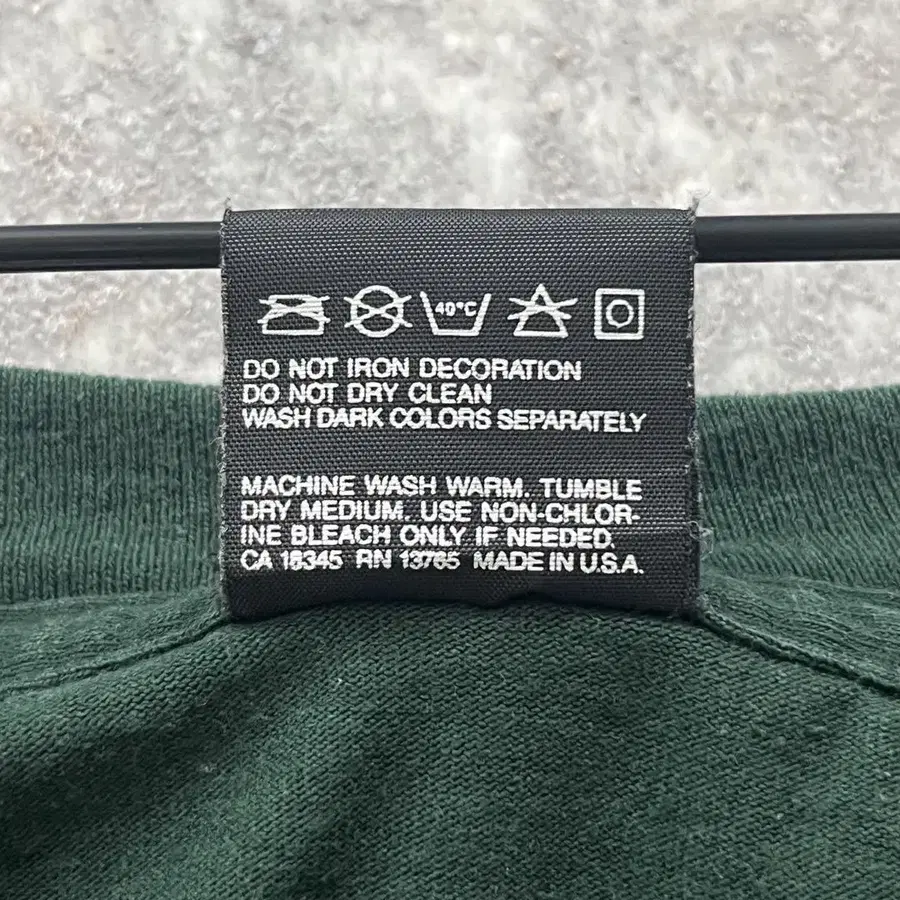 40°C
DO NOT IRON DECORATION
DO NOT DRY CLEAN
WASH DARK COLORS SEPARATELY
MACHINE WASH WARM. TUMBLE
DRY MEDIUM. USE NON-CHLOR-
INE BLEACH ONLY IF NEEDED.
CA 18345 RN 13765 MADE IN U.S.A.